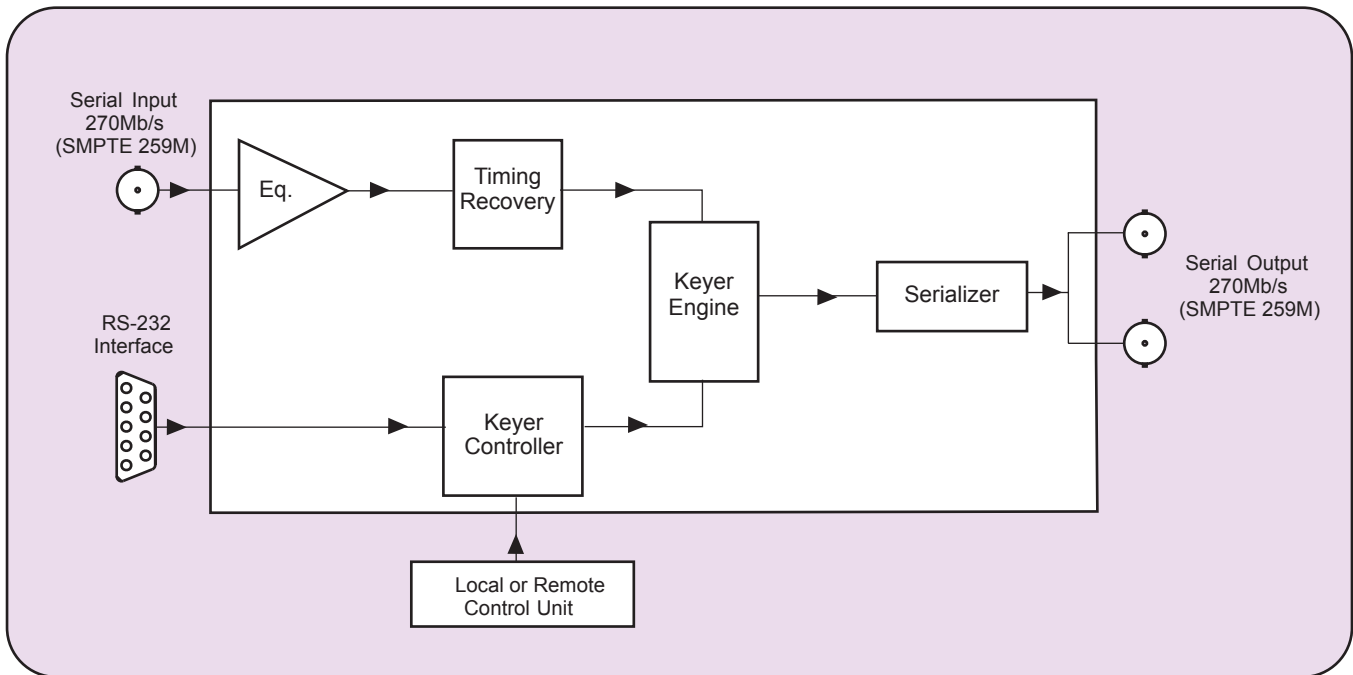 Serial Input
270Mb/s
(SMPTE 259M)
Eq.
Timing
Recovery
Keyer
Engine
Serializer
Serial Output
270Mb/s
(SMPTE 259M)
RS-232
Interface
Keyer
Controller
Local or Remote
Control Unit